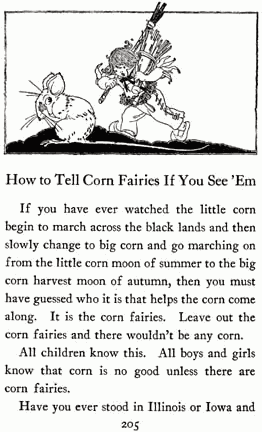 How to Tell Corn Fairies If You See 'Em
If you have ever watched the little corn
begin to march across the black lands and then
slowly change to big corn and go marching on
from the little corn moon of summer to the big
corn harvest moon of autumn, then you must
have guessed who it is that helps the corn come
along. It is the corn fairies. Leave out the
corn fairies and there wouldn't be any corn.
All children know this. All boys and girls
know that corn is no good unless there are
corn fairies.
Have you ever stood in Illinois or Iowa and
205